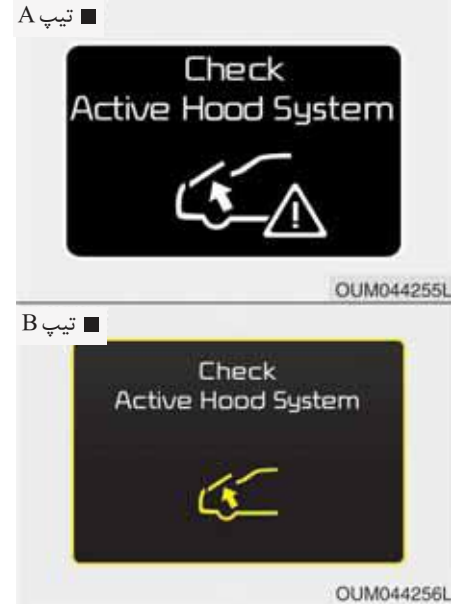 ■ تیپ A
Check
Active Hood System
OUM044255L
■ تیپ B
Check
Active Hood System
OUM044256L